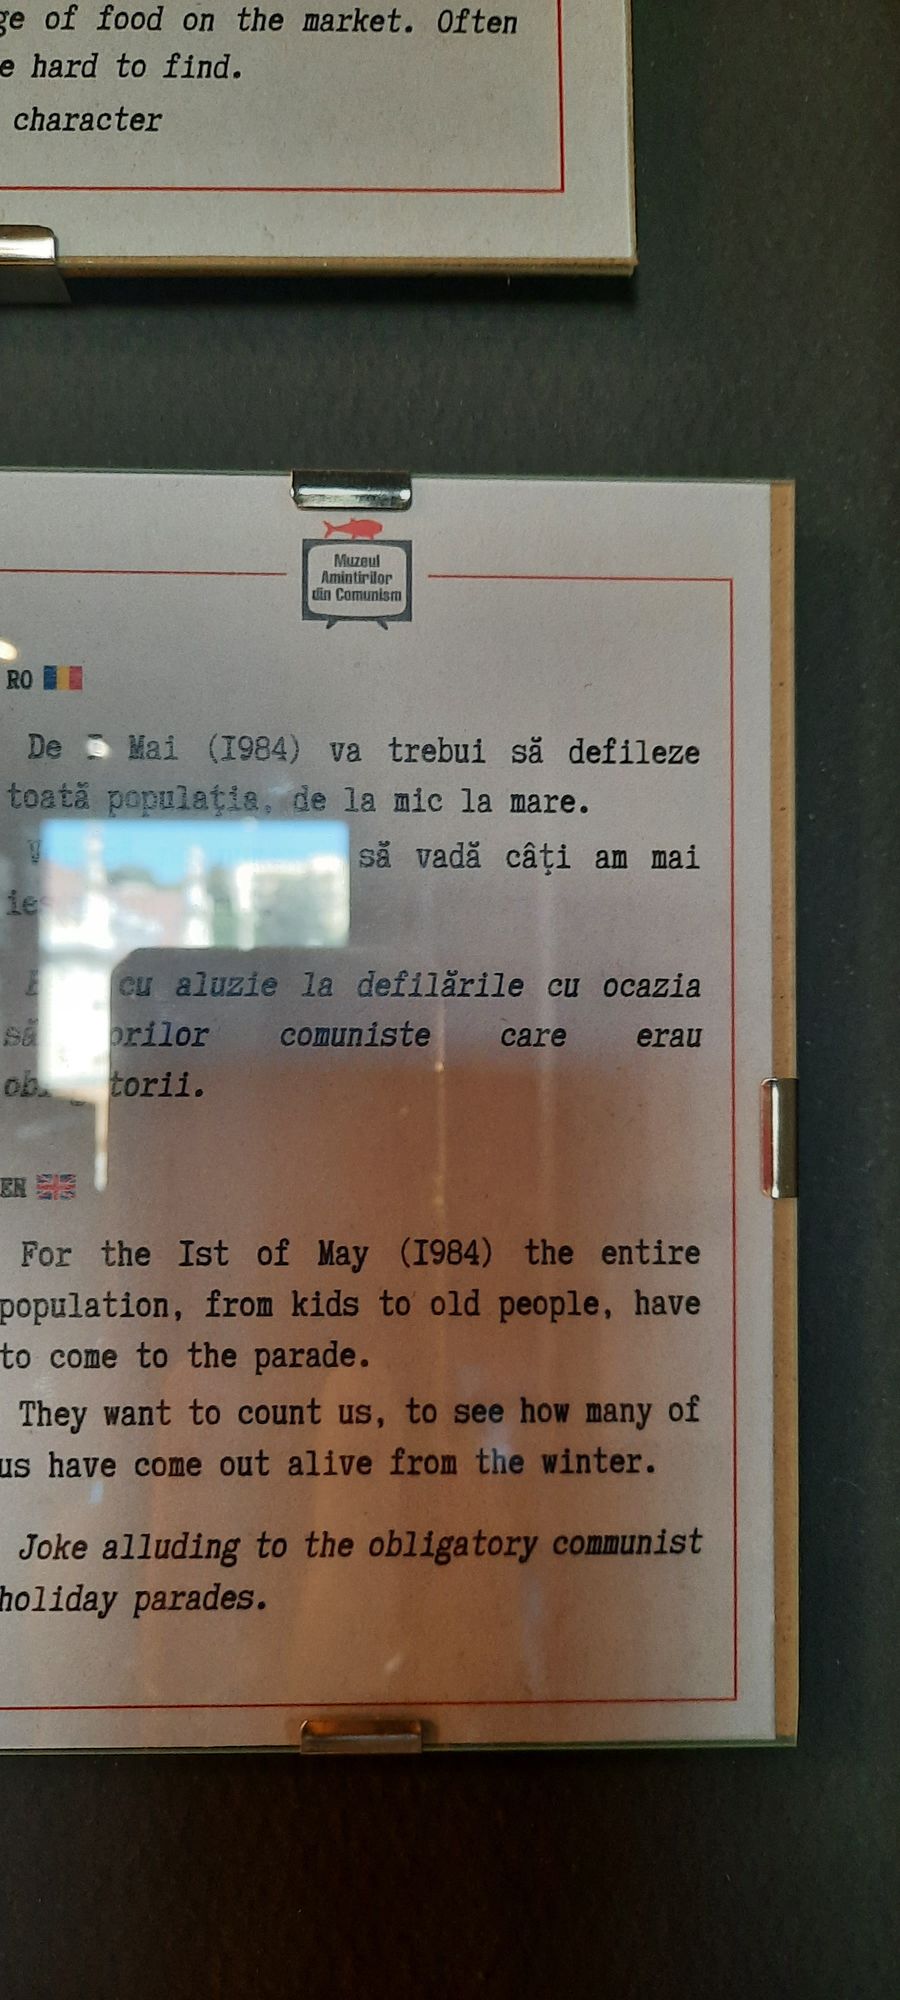 ge of food on the market. Often
e hard to find.
character
Muzeul
Amintirilor
din Comunism
RO
De Mai (I984) va trebui să defileze
toată populaţia, de la mic la mare.
să vadă câţi am mai
cu aluzie la defilările cu ocazia
comuniste care erau
EN
For the Ist of May (I984) the entire
population, from kids to old people, have
to come to the parade.
They want to count us, to see how many of
us have come out alive from the winter.
Joke alluding to the obligatory communist
holiday parades.